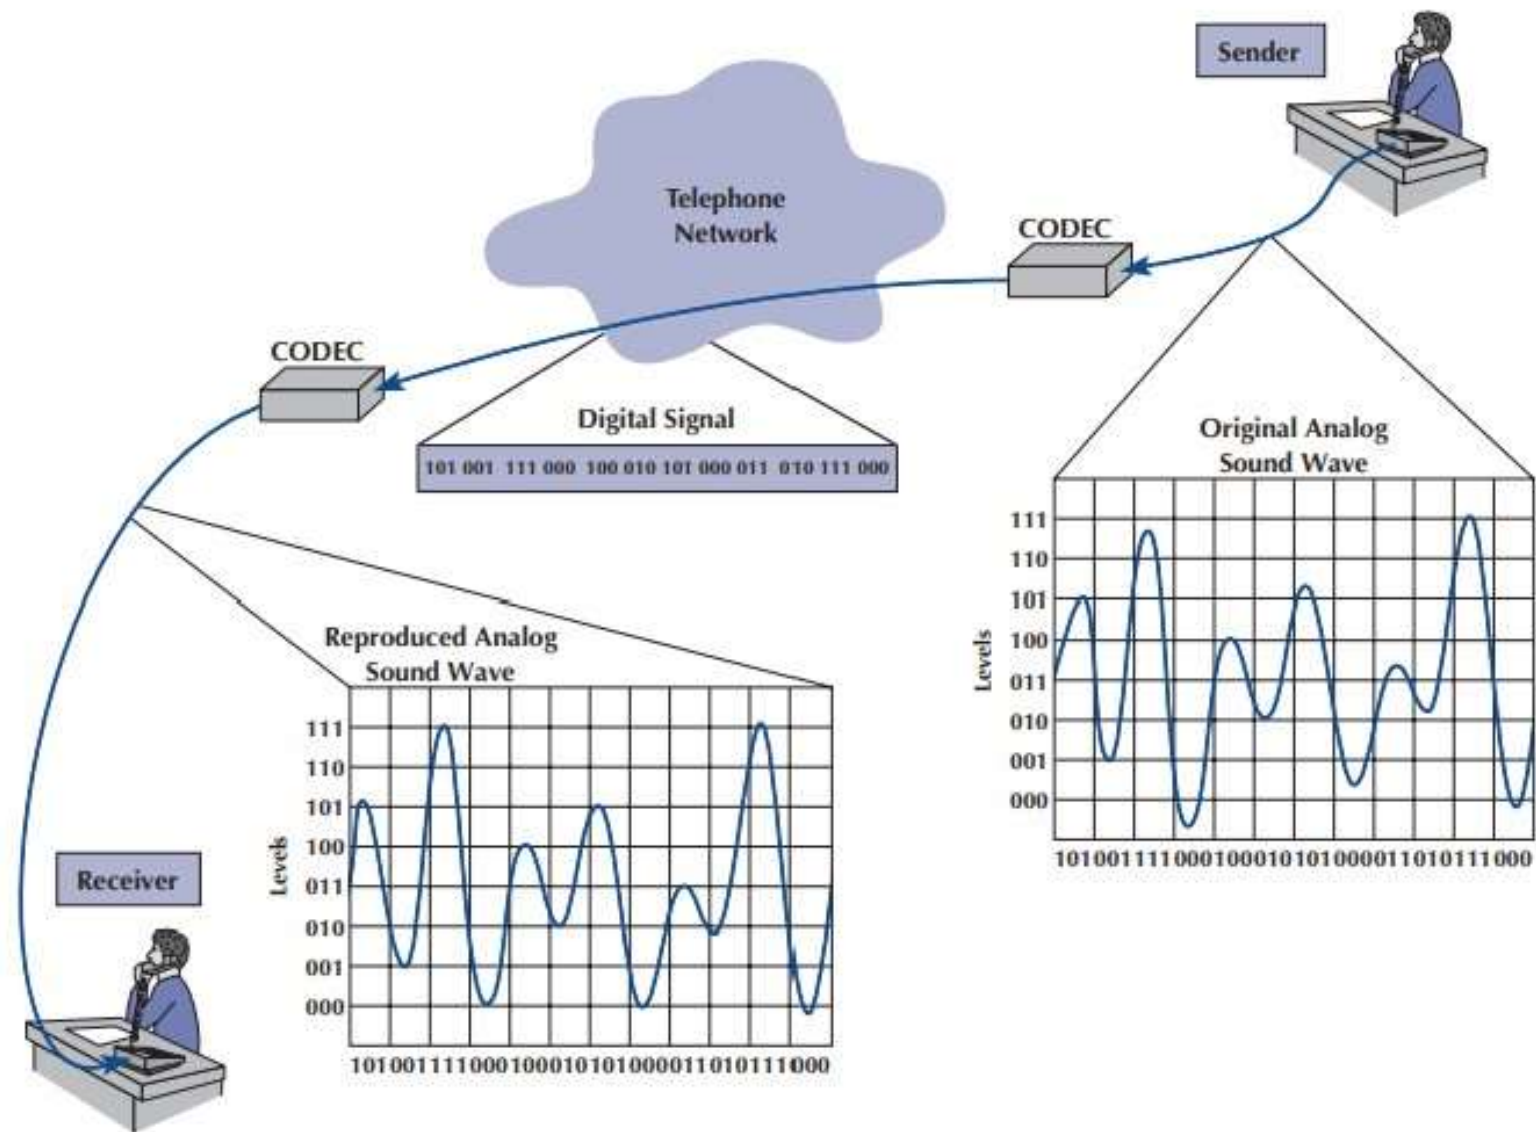 Sender
Telephone
Network
CODEC
CODEC
Digital Signal
101 001 111 000 100 010 101 000 011 010 111 000
Original Analog
Sound Wave
111
110
101
100
011
010
001
000
Levels
101001111000100010101000011010111000
Reproduced Analog
Sound Wave
111
110
101
100
011
010
001
000
Levels
101001111000100010101000011010111000
Receiver